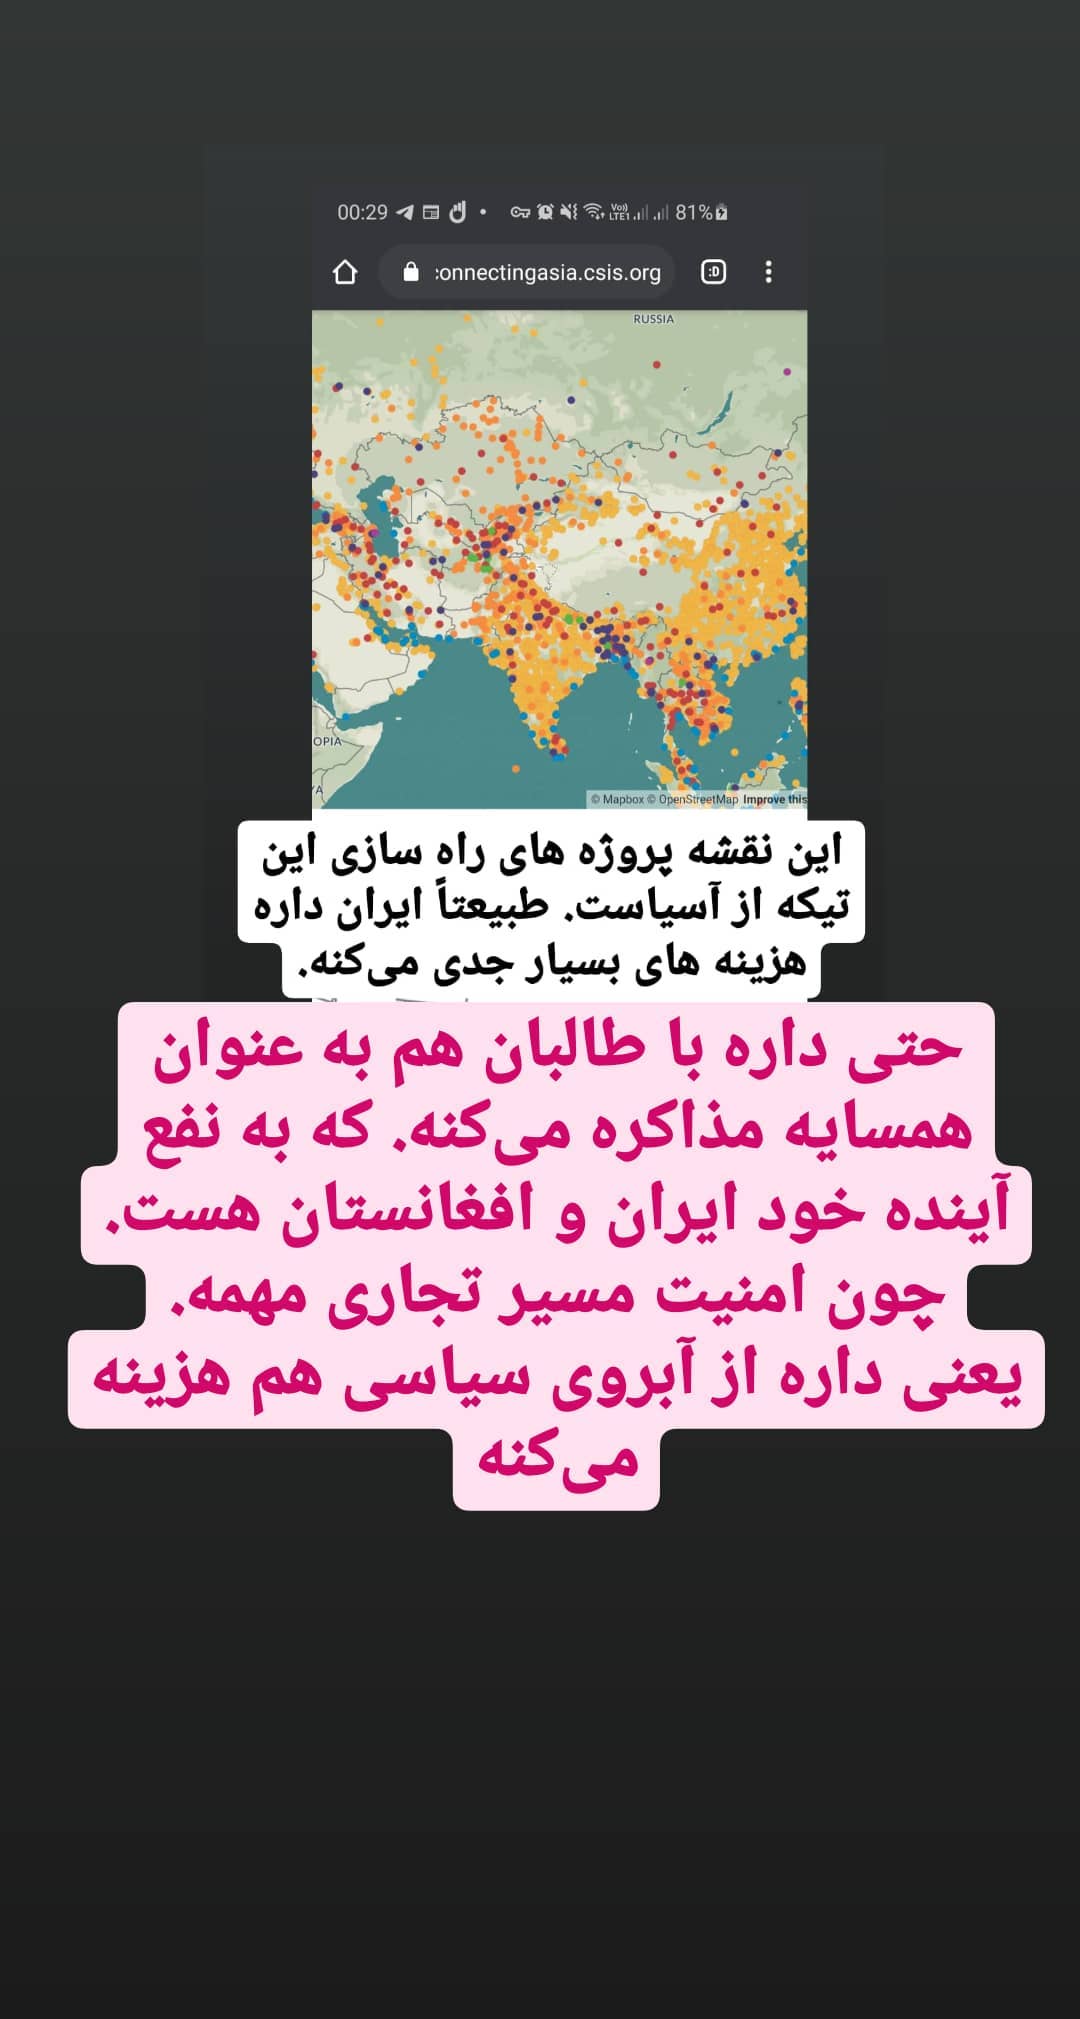 00:29
81%
:onnectingasia.csis.org
:D
RUSSIA
OPIA
YA
© Mapbox © OpenStreetMap Improve this
این نقشه پروژه های راه سازی این
تیکه از آسیاست. طبیعتاً ایران داره
هزینه های بسیار جدی می‌کنه.
حتی داره با طالبان هم به عنوان
همسایه مذاکره می‌کنه. که به نفع
آینده خود ایران و افغانستان هست.
چون امنیت مسیر تجاری مهمه.
یعنی داره از آبروی سیاسی هم هزینه
می‌کنه